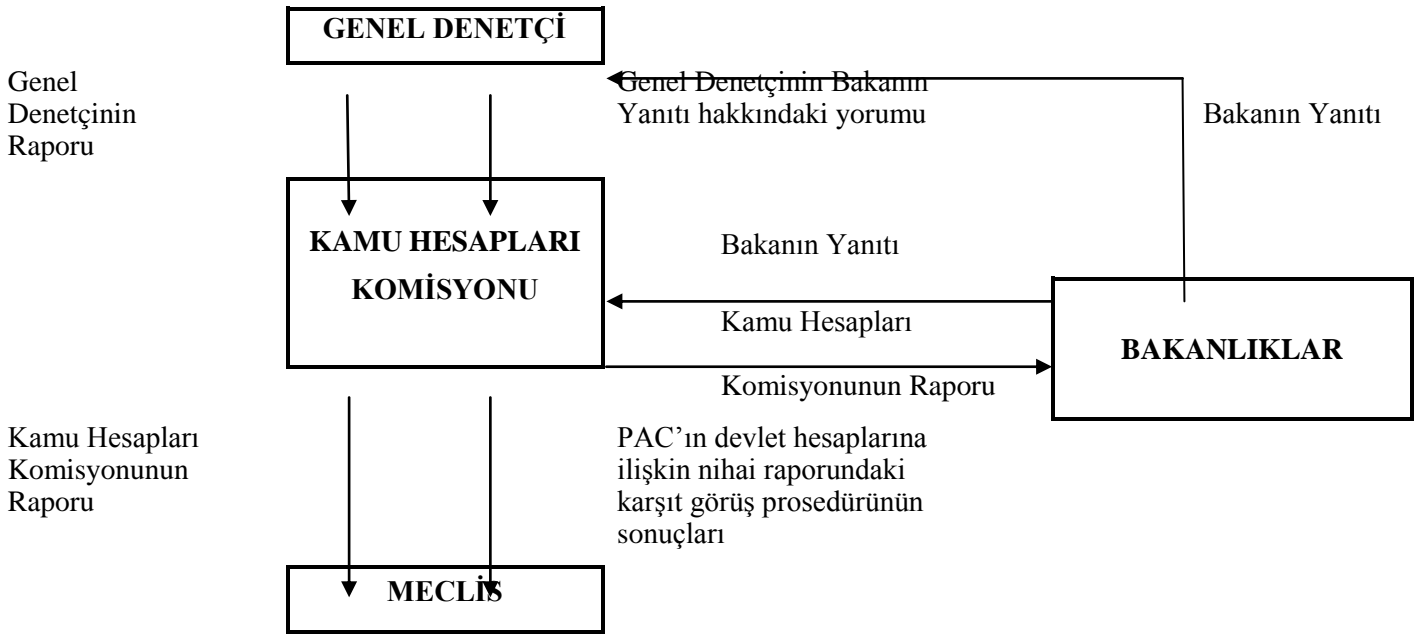 GENEL DENETÇİ
Genel
Denetçinin
Raporu
Genel Denetçinin Bakanın
Yanıtı hakkındaki yorumu
Bakanın Yanıtı
KAMU HESAPLARI
KOMİSYONU
Bakanın Yanıtı
Kamu Hesapları
Komisyonunun Raporu
BAKANLIKLAR
Kamu Hesapları
Komisyonunun
Raporu
PAC’ın devlet hesaplarına
ilişkin nihai raporundaki
karşıt görüş prosedürünün
sonuçları
MECLİS